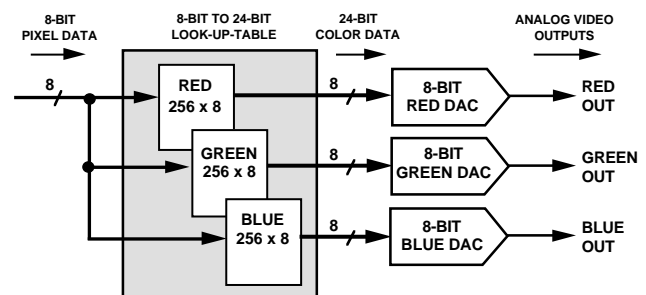 8-BIT
PIXEL DATA
8-BIT TO 24-BIT
LOOK-UP-TABLE
24-BIT
COLOR DATA
ANALOG VIDEO
OUTPUTS
8
RED
256 x 8
8
8-BIT
RED DAC
RED
OUT
GREEN
256 x 8
8
8-BIT
GREEN DAC
GREEN
OUT
BLUE
256 x 8
8
8-BIT
BLUE DAC
BLUE
OUT